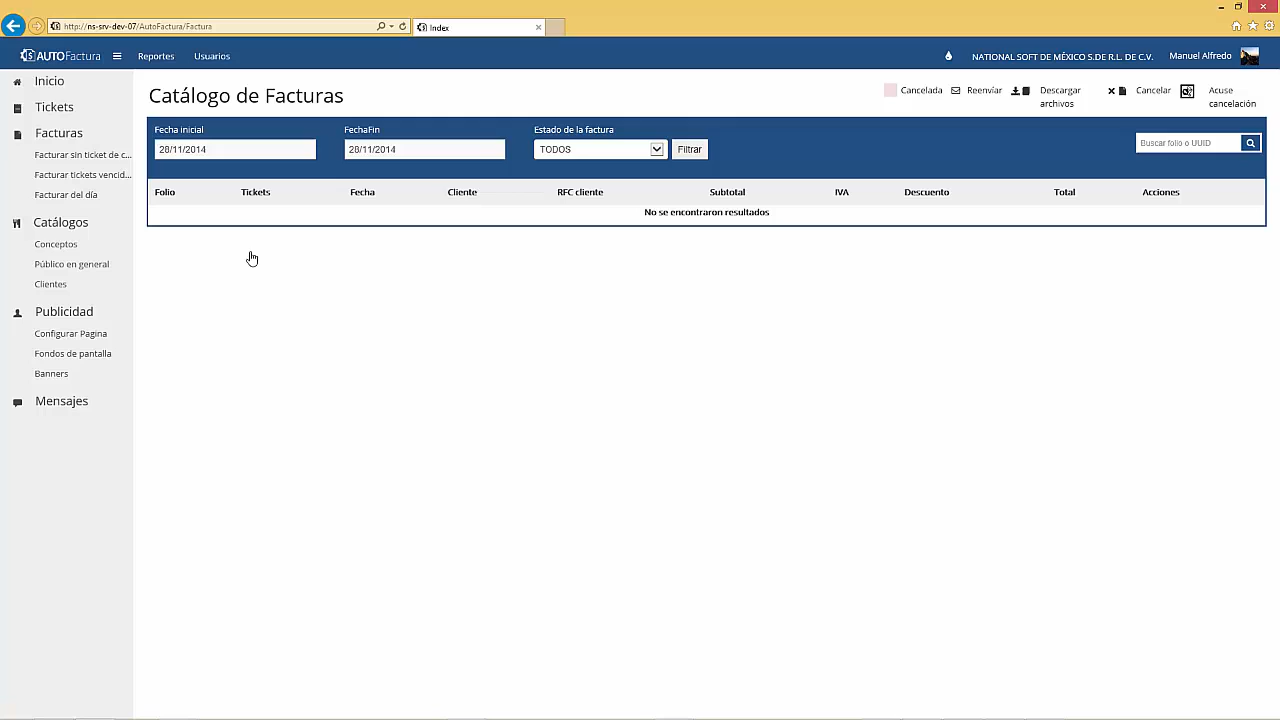 http://ns-srv-dev-07/AutoFactura/Factura
Index
AUTOFactura
Reportes
Usuarios
NATIONAL SOFT DE MÉXICO S.DE R.L. DE C.V.
Manuel Alfredo
Inicio
Tickets
Facturas
Facturar sin ticket de c...
Facturar tickets vencid...
Facturar del día
Catálogos
Conceptos
Público en general
Clientes
Publicidad
Configurar Pagina
Fondos de pantalla
Banners
Mensajes
Catálogo de Facturas
Cancelada
Reenvíar
Descargar
archivos
Cancelar
Acuse
cancelación
Fecha inicial
FechaFin
Estado de la factura
28/11/2014
28/11/2014
TODOS
Filtrar
Buscar folio o UUID
Folio Tickets Fecha Cliente RFC cliente Subtotal IVA Descuento Total Acciones
No se encontraron resultados